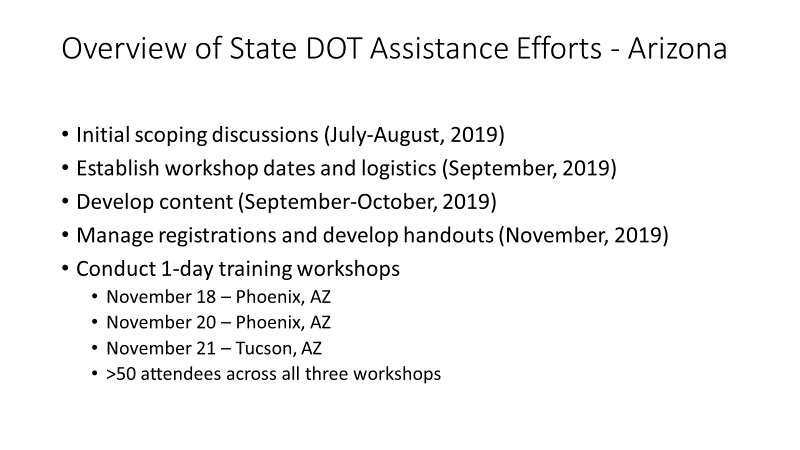 Overview of State DOT Assistance Efforts - Arizona
• Initial scoping discussions (July-August, 2019)
• Establish workshop dates and logistics (September, 2019)
• Develop content (September-October, 2019)
• Manage registrations and develop handouts (November, 2019)
• Conduct 1-day training workshops
• November 18 – Phoenix, AZ
• November 20 – Phoenix, AZ
• November 21 – Tucson, AZ
• >50 attendees across all three workshops